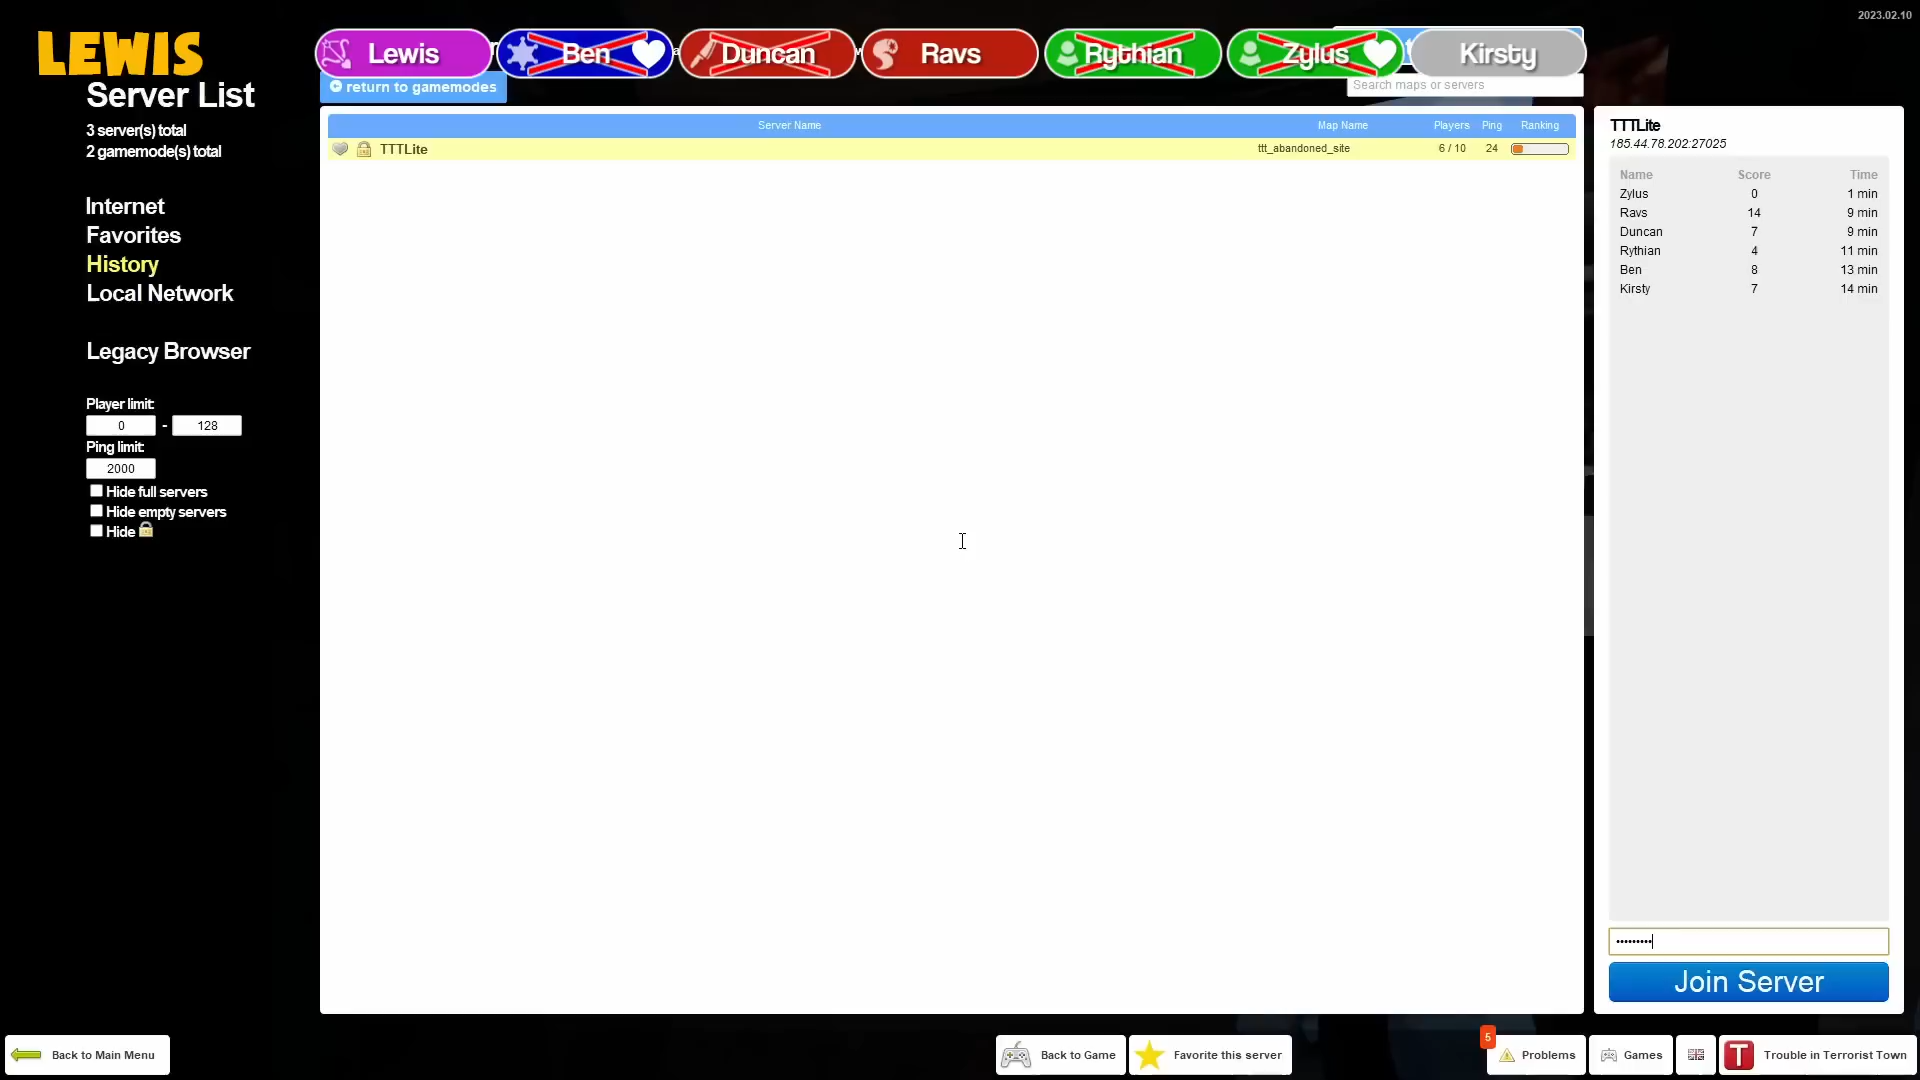 2023.02.10
LEWIS
Lewis
Ben
Duncan
Ravs
Rythian
Zylus
Kirsty
Server List
return to gamemodes
Search maps or servers
3 server(s) total
2 gamemode(s) total
Internet
Favorites
History
Local Network
Legacy Browser
Player limit:
0 - 128
Ping limit:
2000
Hide full servers
Hide empty servers
Hide
Server Name Map Name Players Ping Ranking
TTTLite ttt_abandoned_site 6 / 10 24
TTTLite
185.44.78.202:27025
Name Score Time
Zylus 0 1 min
Ravs 14 9 min
Duncan 7 9 min
Rythian 4 11 min
Ben 8 13 min
Kirsty 7 14 min
•••••••••
Join Server
Back to Main Menu
Back to Game
Favorite this server
5
Problems
Games
T
Trouble in Terrorist Town